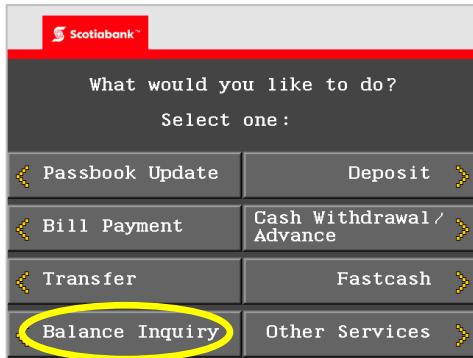 Scotiabank™
What would you like to do?
Select one:
Passbook Update
Deposit
Bill Payment
Cash Withdrawal/
Advance
Transfer
Fastcash
Balance Inquiry
Other Services